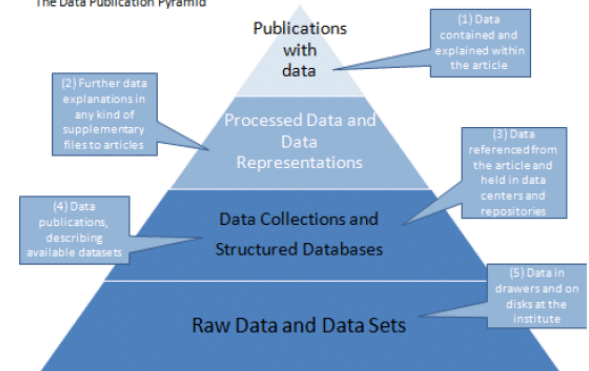 The Data Publication Pyramid
Publications
with
data
(1) Data
contained and
explained within
the article
(2) Further data
explanations in
any kind of
supplementary
files to articles
Processed Data and
Data
Representations
(3) Data
referenced from
the article and
held in data
centers and
repositories
(4) Data
publications,
describing
available datasets
Data Collections and
Structured Databases
(5) Data in
drawers and on
disks at the
institute
Raw Data and Data Sets